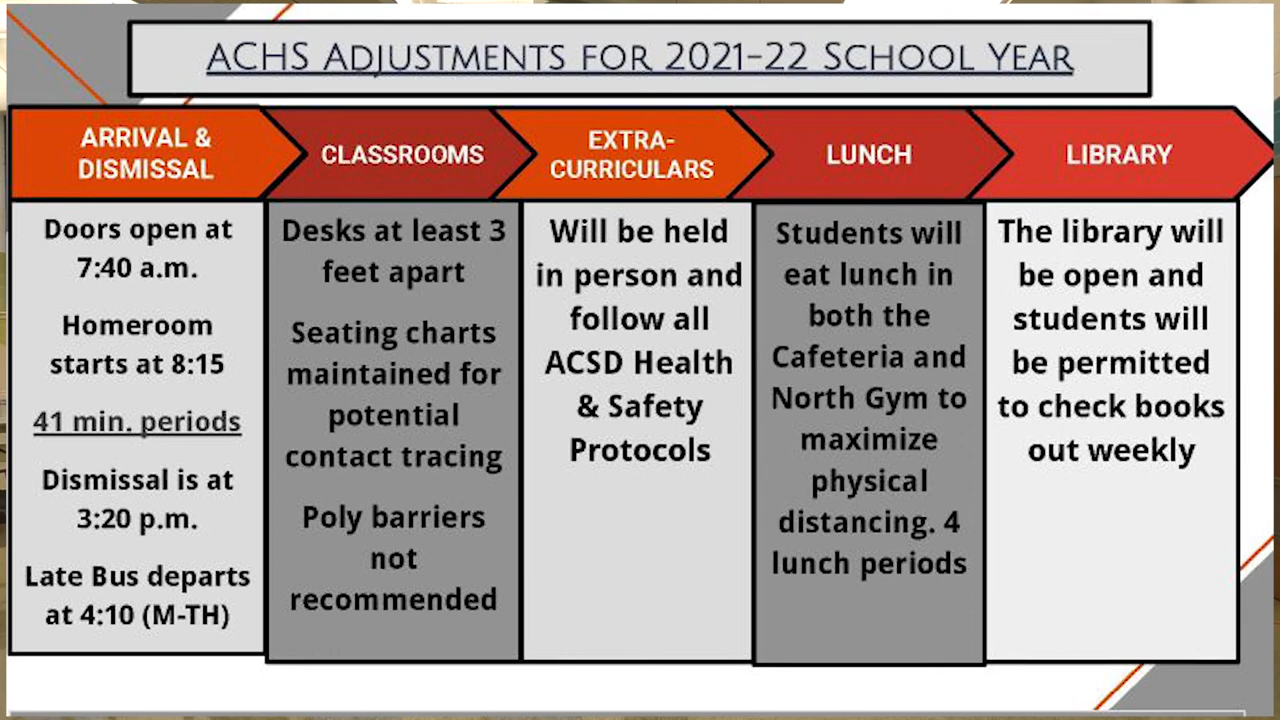 ACHS Adjustments for 2021-22 School Year
ARRIVAL &
DISMISSAL
CLASSROOMS
EXTRA-
CURRICULARS
LUNCH
LIBRARY
Doors open at
7:40 a.m.
Homeroom
starts at 8:15
41 min. periods
Dismissal is at
3:20 p.m.
Late Bus departs
at 4:10 (M-TH)
Desks at least 3
feet apart
Seating charts
maintained for
potential
contact tracing
Poly barriers
not
recommended
Will be held
in person and
follow all
ACSD Health
& Safety
Protocols
Students will
eat lunch in
both the
Cafeteria and
North Gym to
maximize
physical
distancing. 4
lunch periods
The library will
be open and
students will
be permitted
to check books
out weekly